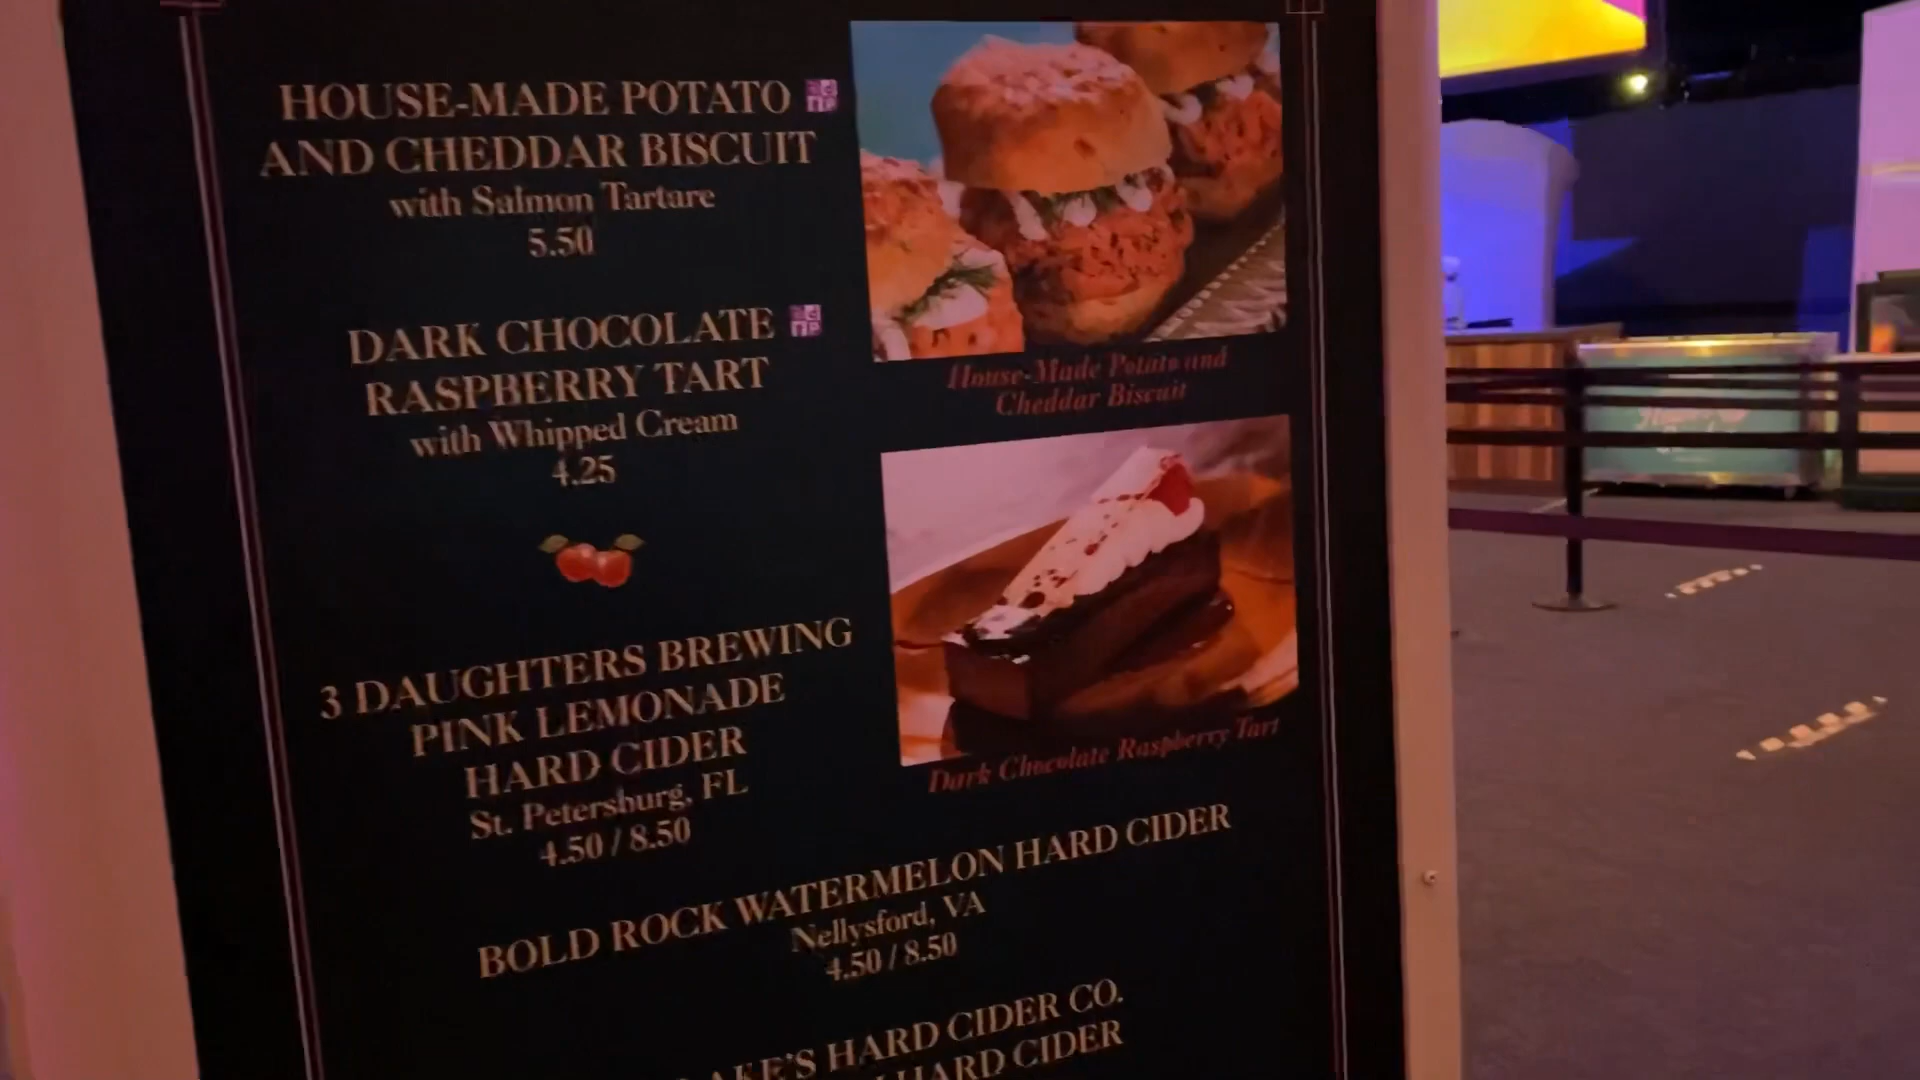 HOUSE-MADE POTATO
AND CHEDDAR BISCUIT
with Salmon Tartare
5.50
House-Made Potato and
Cheddar Biscuit
DARK CHOCOLATE
RASPBERRY TART
with Whipped Cream
4.25
Dark Chocolate Raspberry Tart
3 DAUGHTERS BREWING
PINK LEMONADE
HARD CIDER
St. Petersburg, FL
4.50 / 8.50
BOLD ROCK WATERMELON HARD CIDER
Nellysford, VA
4.50 / 8.50
HARD CIDER CO.
HARD CIDER